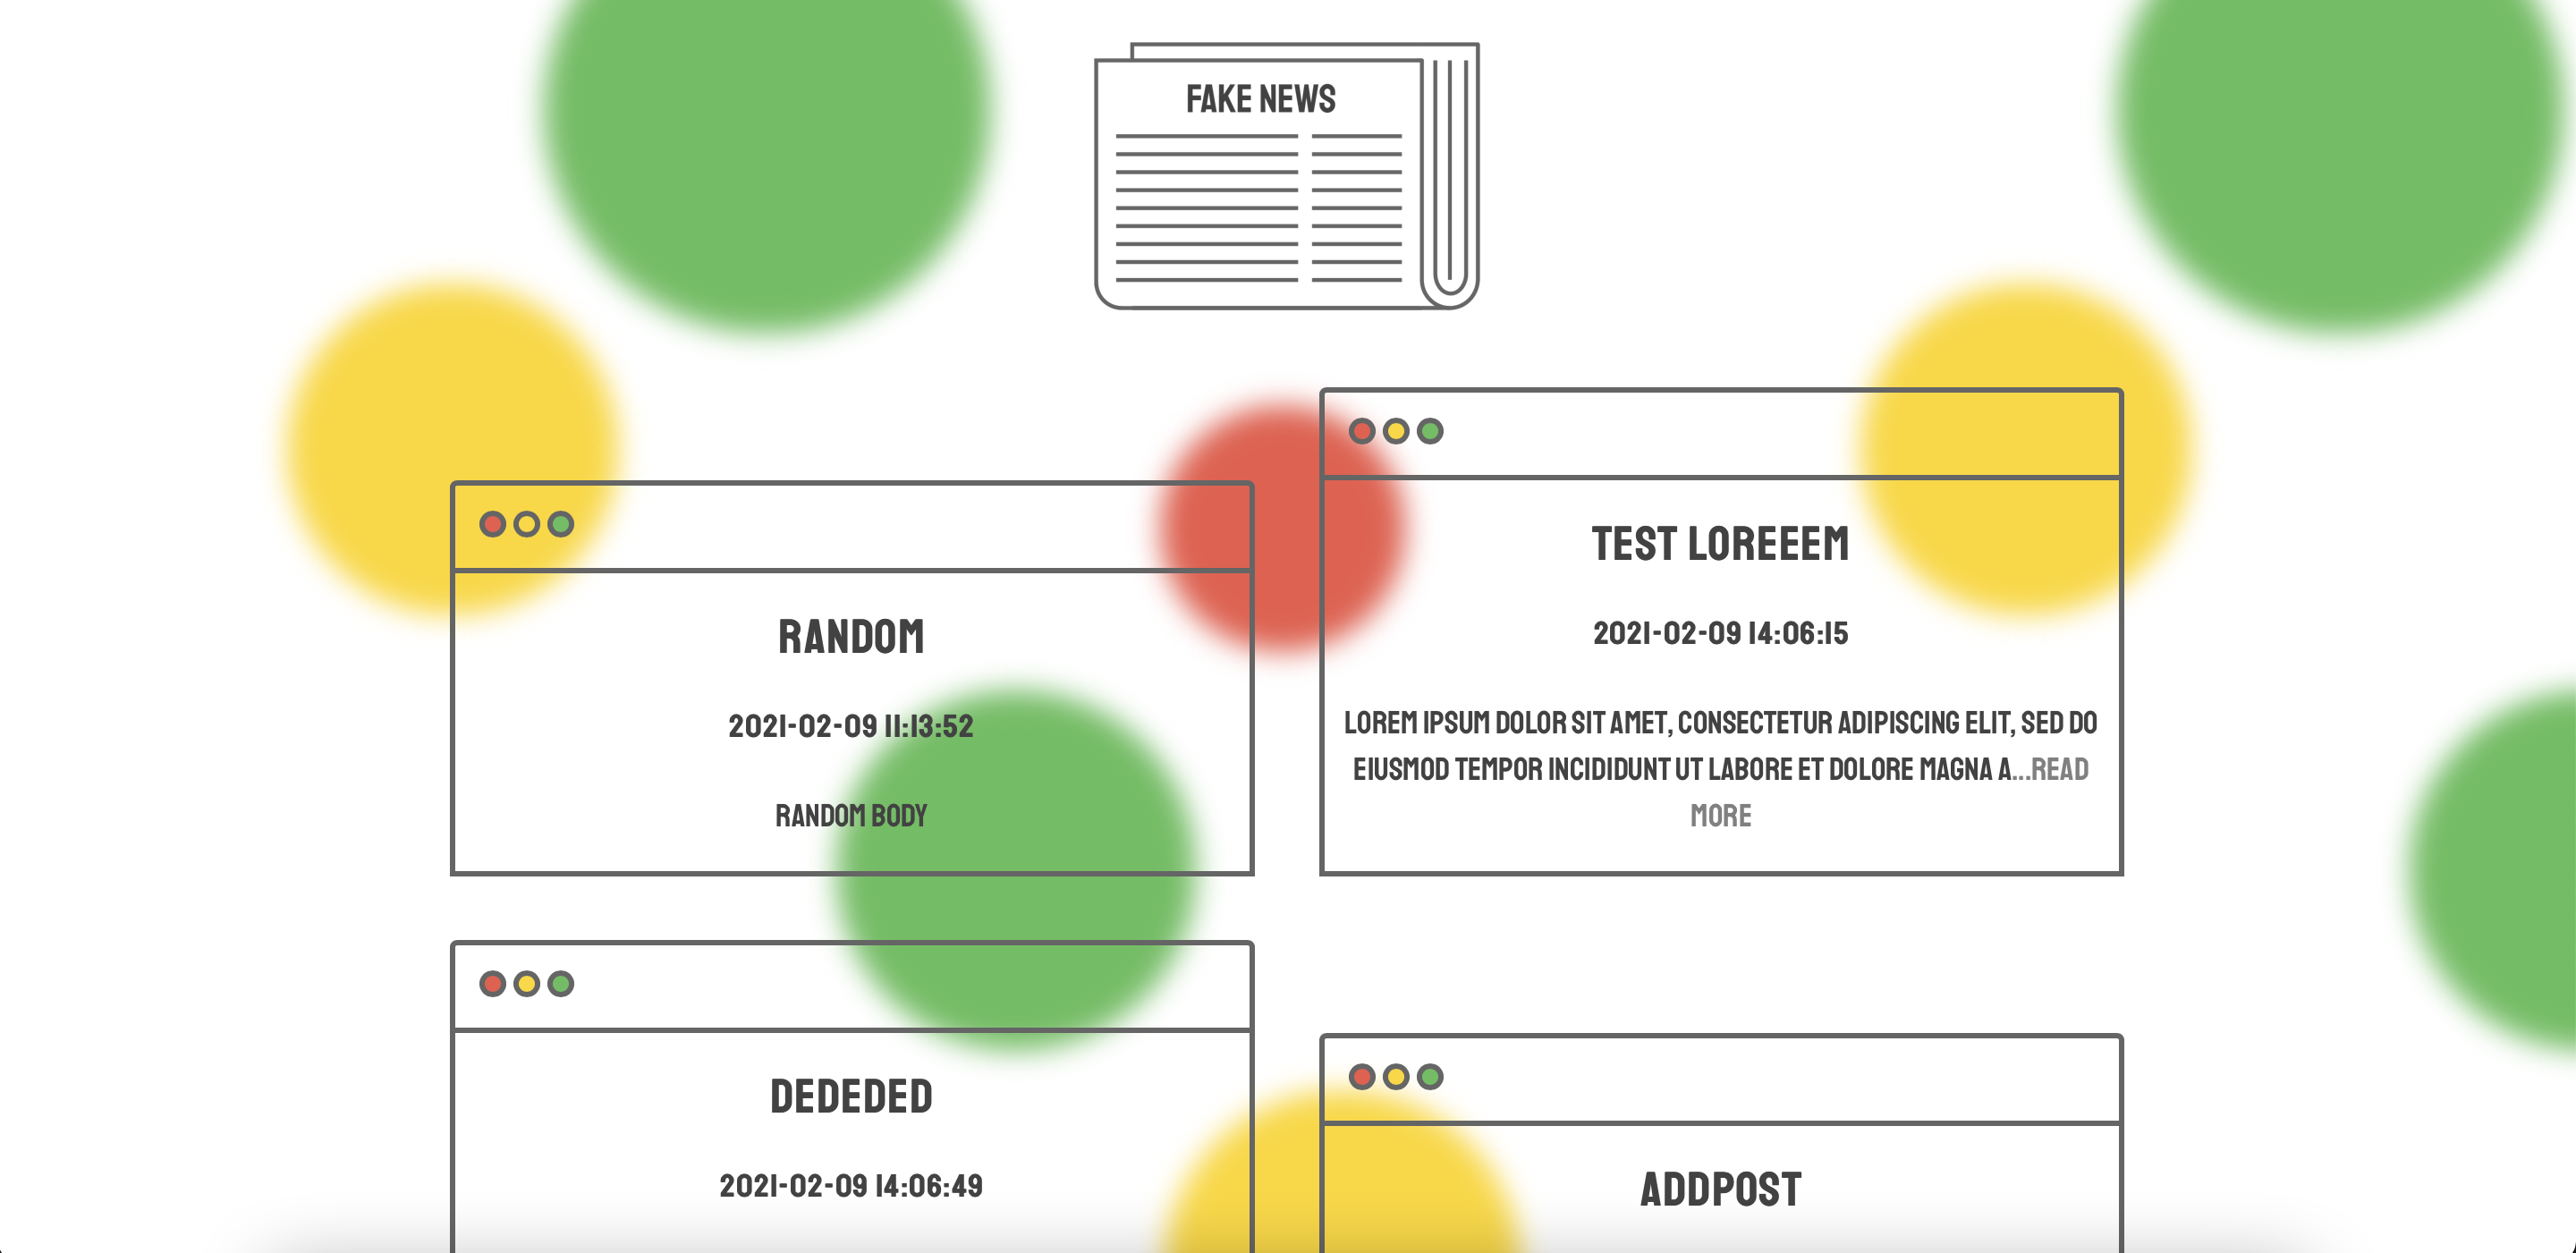 FAKE NEWS
RANDOM
2021-02-09 11:13:52
RANDOM BODY
TEST LOREEEM
2021-02-09 14:06:15
LOREM IPSUM DOLOR SIT AMET, CONSECTETUR ADIPISCING ELIT, SED DO
EIUSMOD TEMPOR INCIDIDUNT UT LABORE ET DOLORE MAGNA A...READ
MORE
DEDEDED
2021-02-09 14:06:49
ADDPOST